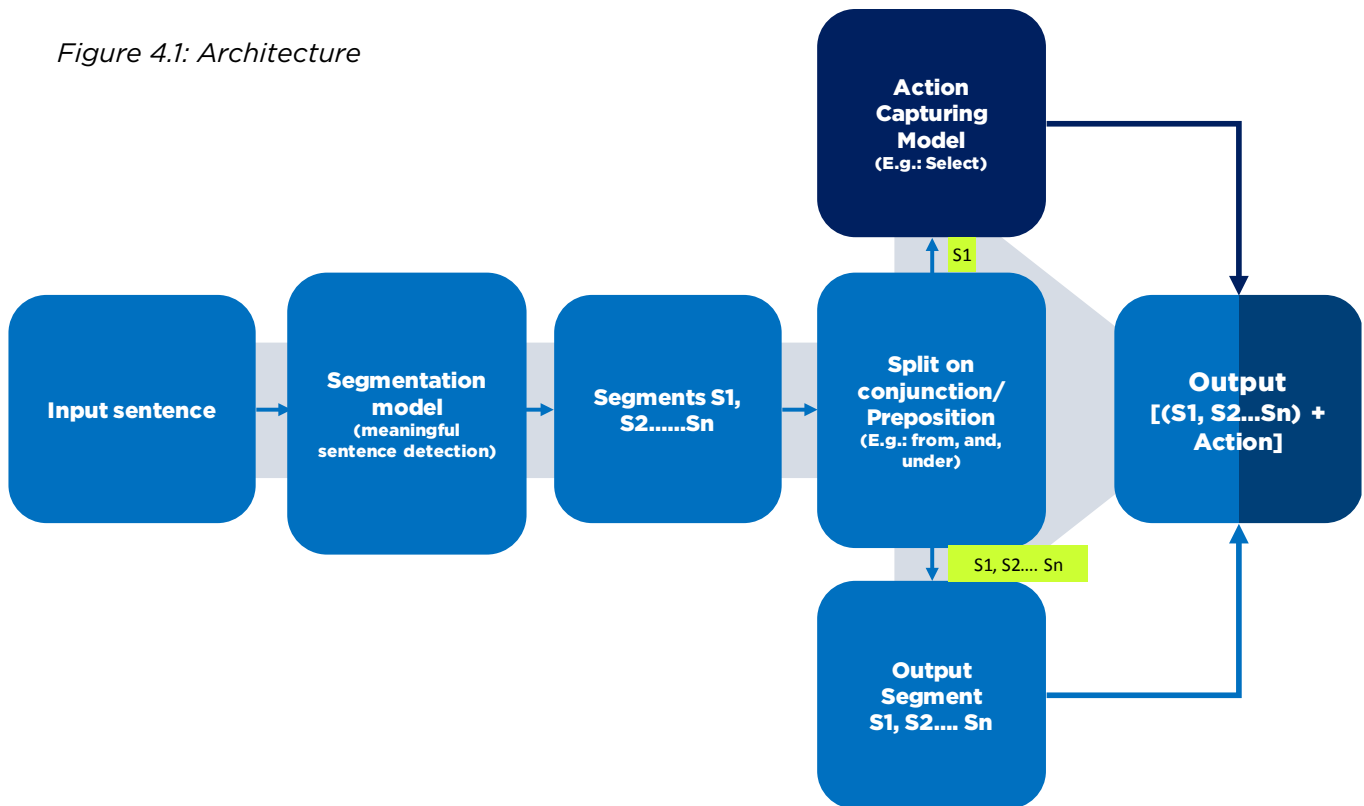 Figure 4.1: Architecture
Action
Capturing
Model
(E.g.: Select)
S1
Input sentence
Segmentation
model
(meaningful
sentence detection)
Segments S1,
S2......Sn
Split on
conjunction/
Preposition
(E.g.: from, and,
under)
Output
[(S1, S2...Sn) +
Action]
S1, S2.... Sn
Output
Segment
S1, S2.... Sn